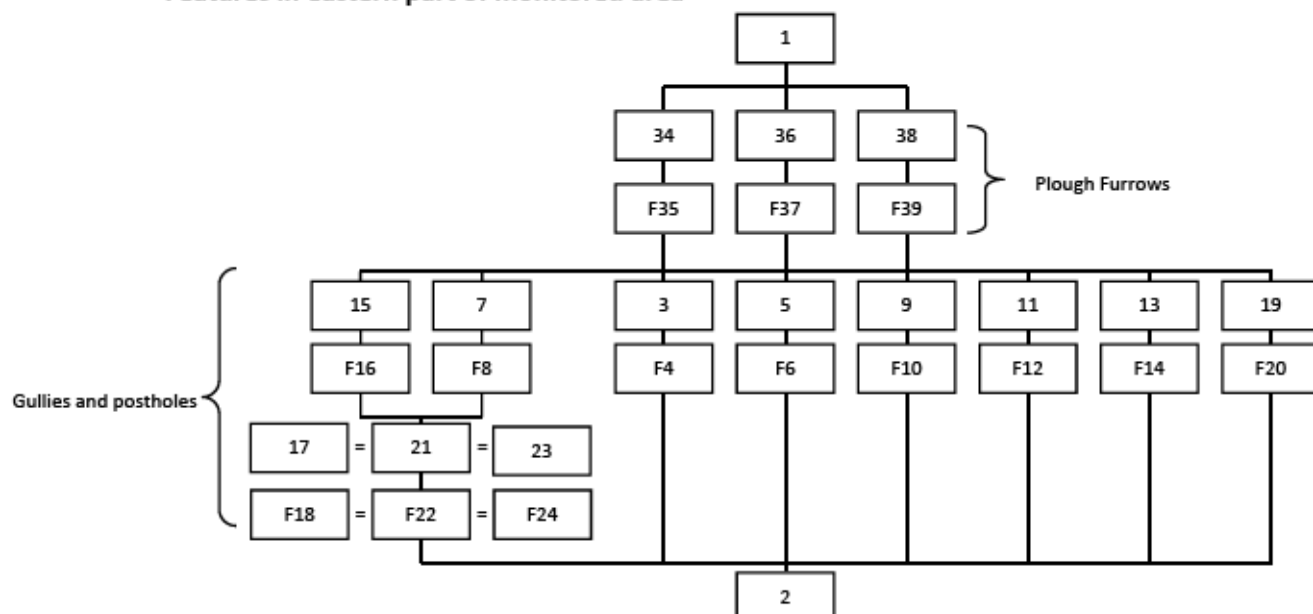 1
34 36 38
Plough Furrows
F35 F37 F39
15 7 3 5 9 11 13 19
F16 F8 F4 F6 F10 F12 F14 F20
Gullies and postholes
17 = 21 = 23
F18 = F22 = F24
2